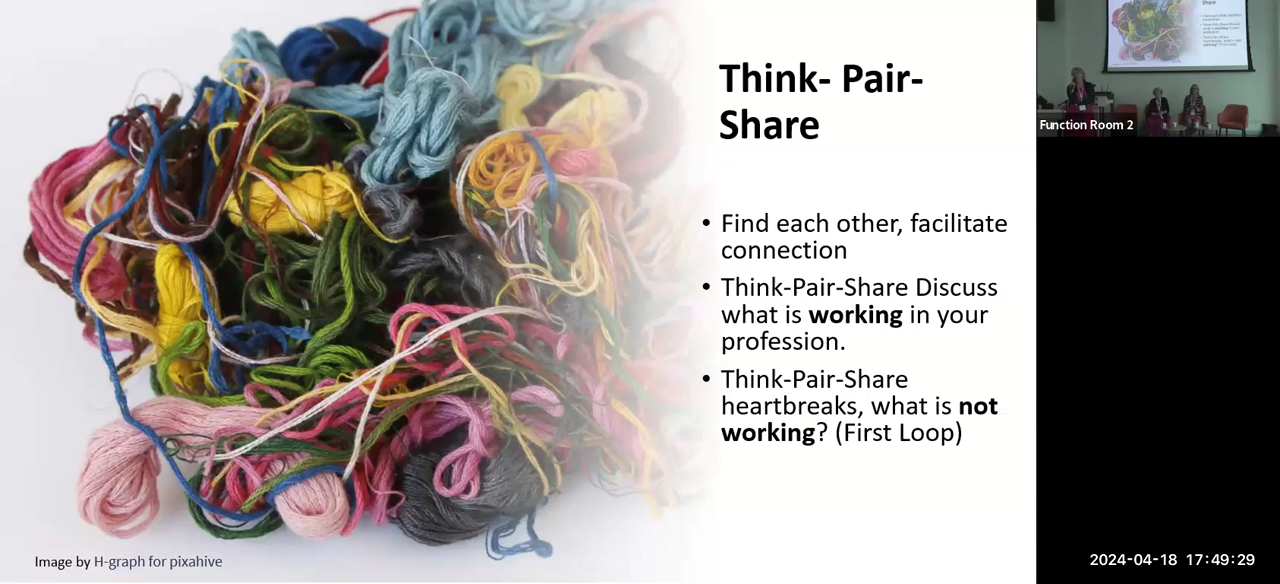 Think- Pair-
Share
• Find each other, facilitate
connection
• Think-Pair-Share Discuss
what is working in your
profession.
• Think-Pair-Share
heartbreaks, what is not
working? (First Loop)
Image by H-graph for pixahive
Function Room 2
2024-04-18 17:49:29